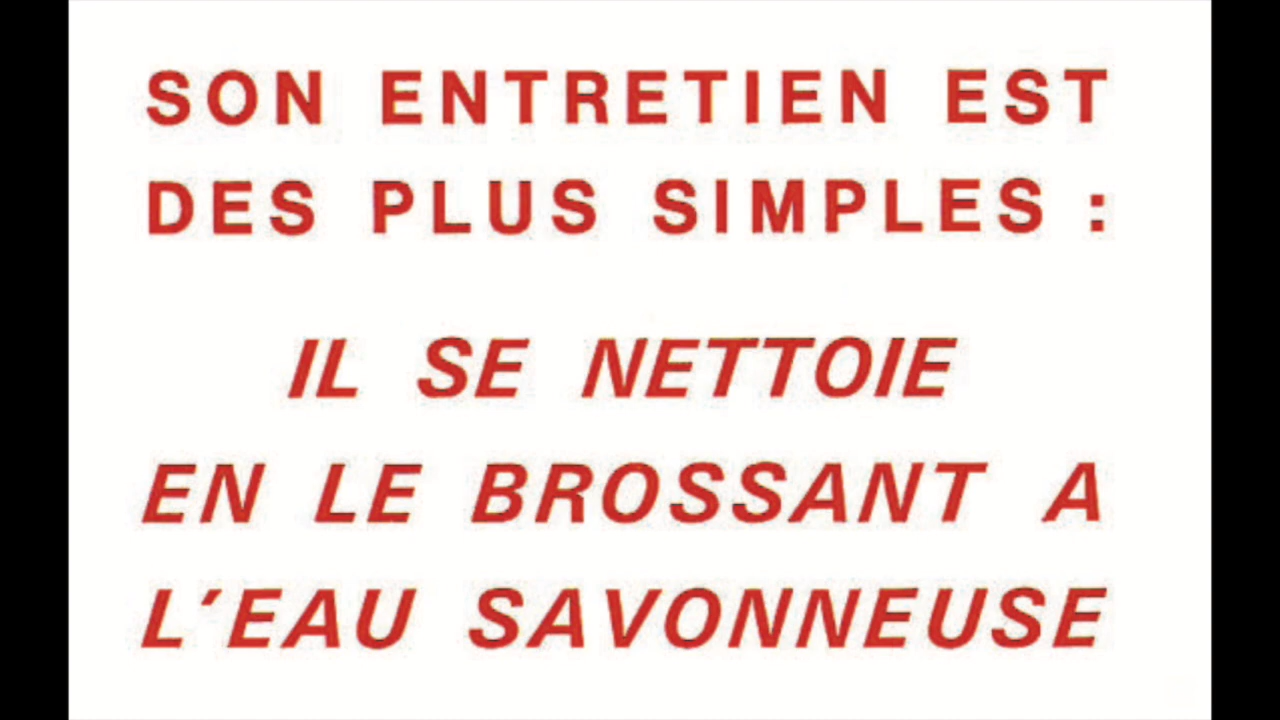 SON ENTRETIEN EST
DES PLUS SIMPLES :
IL SE NETTOIE
EN LE BROSSANT A
L'EAU SAVONNEUSE